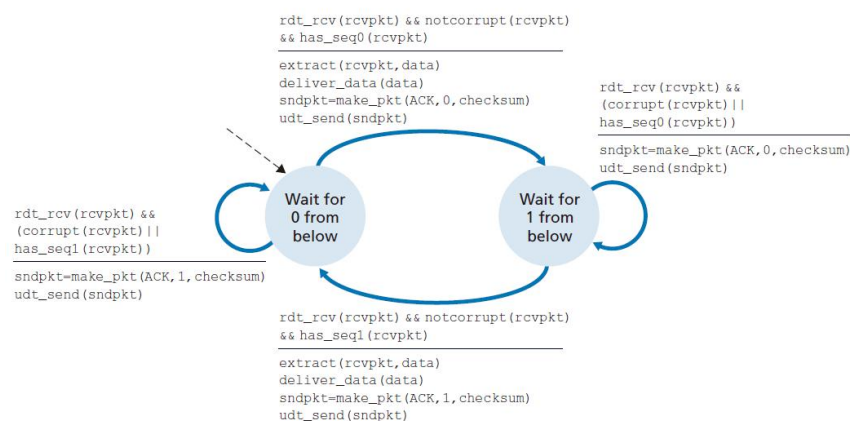 rdt_rcv(rcvpkt) && notcorrupt(rcvpkt)
&& has_seq0(rcvpkt)
extract(rcvpkt,data)
deliver_data(data)
sndpkt=make_pkt(ACK,0,checksum)
udt_send(sndpkt)
rdt_rcv(rcvpkt) &&
(corrupt(rcvpkt)||
has_seq0(rcvpkt))
sndpkt=make_pkt(ACK,0,checksum)
udt_send(sndpkt)
Wait for
0 from
below
Wait for
1 from
below
rdt_rcv(rcvpkt) &&
(corrupt(rcvpkt)||
has_seq1(rcvpkt))
sndpkt=make_pkt(ACK,1,checksum)
udt_send(sndpkt)
rdt_rcv(rcvpkt) && notcorrupt(rcvpkt)
&& has_seq1(rcvpkt)
extract(rcvpkt,data)
deliver_data(data)
sndpkt=make_pkt(ACK,1,checksum)
udt_send(sndpkt)